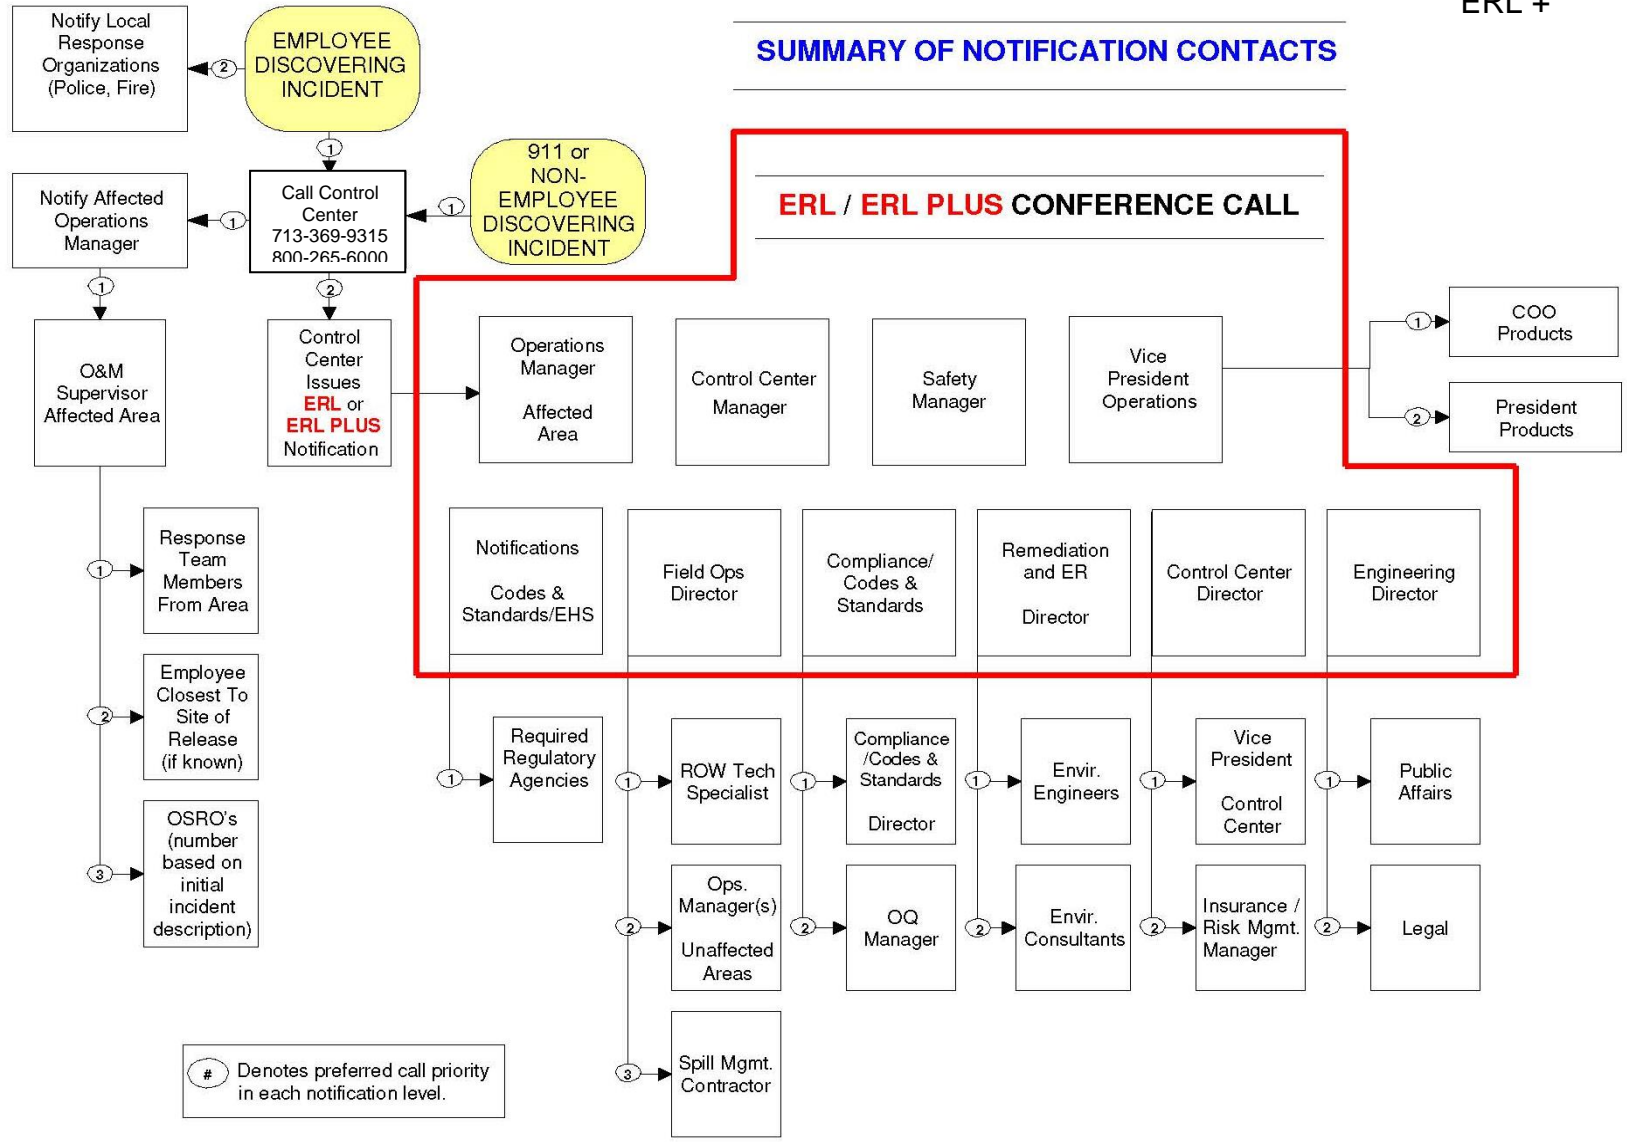 ERL +
SUMMARY OF NOTIFICATION CONTACTS
Notify Local
Response
Organizations
(Police, Fire)
2
EMPLOYEE
DISCOVERING
INCIDENT
1
911 or
NON-
EMPLOYEE
DISCOVERING
INCIDENT
1
Call Control
Center
713-369-9315
800-265-6000
1
Notify Affected
Operations
Manager
ERL / ERL PLUS CONFERENCE CALL
1
2
O&M
Supervisor
Affected Area
Control
Center
Issues
ERL or
ERL PLUS
Notification
Operations
Manager
Affected
Area
Control Center
Manager
Safety
Manager
Vice
President
Operations
1
COO
Products
2
President
Products
1
Response
Team
Members
From Area
2
Employee
Closest To
Site of
Release
(if known)
3
OSRO's
(number
based on
initial
incident
description)
Notifications
Codes &
Standards/EHS
Field Ops
Director
Compliance/
Codes &
Standards
Remediation
and ER
Director
Control Center
Director
Engineering
Director
1
Required
Regulatory
Agencies
1
ROW Tech
Specialist
1
Compliance
/Codes &
Standards
Director
1
Envir.
Engineers
1
Vice
President
Control
Center
1
Public
Affairs
2
Ops.
Manager(s)
Unaffected
Areas
2
OQ
Manager
2
Envir.
Consultants
2
Insurance /
Risk Mgmt.
Manager
2
Legal
3
Spill Mgmt.
Contractor
# Denotes preferred call priority
in each notification level.